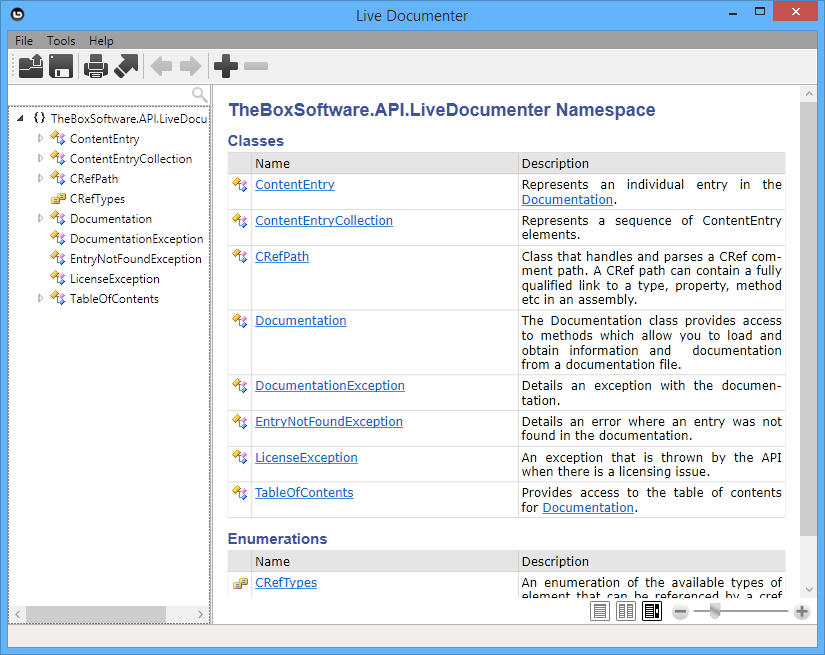 Live Documenter
File Tools Help
TheBoxSoftware.API.LiveDocu
ContentEntry
ContentEntryCollection
CRefPath
CRefTypes
Documentation
DocumentationException
EntryNotFoundException
LicenseException
TableOfContents
TheBoxSoftware.API.LiveDocumenter Namespace
Classes
Name Description
ContentEntry Represents an individual entry in the
Documentation.
ContentEntryCollection Represents a sequence of ContentEntry
elements.
CRefPath Class that handles and parses a CRef com-
ment path. A CRef path can contain a fully
qualified link to a type, property, method
etc in an assembly.
Documentation The Documentation class provides access
to methods which allow you to load and
obtain information and documentation
from a documentation file.
DocumentationException Details an exception with the documen-
tation.
EntryNotFoundException Details an error where an entry was not
found in the documentation.
LicenseException An exception that is thrown by the API
when there is a licensing issue.
TableOfContents Provides access to the table of contents
for Documentation.
Enumerations
Name Description
CRefTypes An enumeration of the available types of
element that can be referenced by a cref